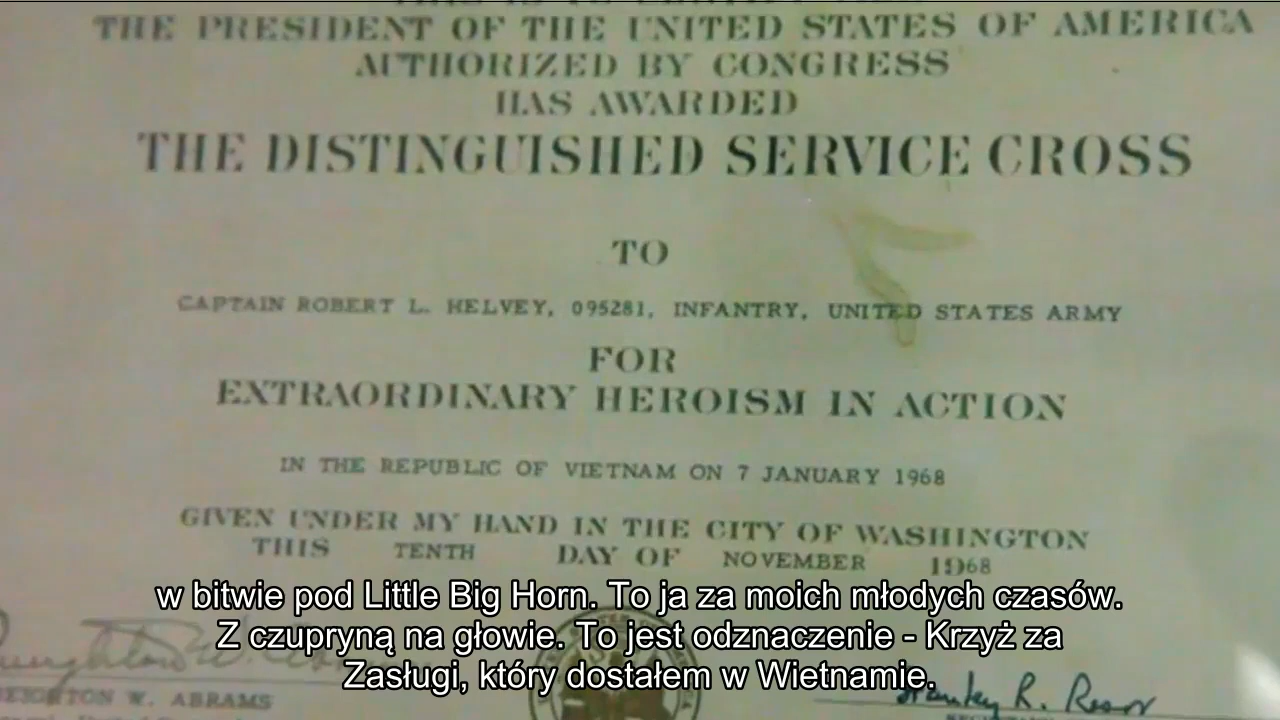 THE PRESIDENT OF THE UNITED STATES OF AMERICA
AUTHORIZED BY CONGRESS
HAS AWARDED
THE DISTINGUISHED SERVICE CROSS
TO
CAPTAIN ROBERT L. HELVEY, 095281, INFANTRY, UNITED STATES ARMY
FOR
EXTRAORDINARY HEROISM IN ACTION
IN THE REPUBLIC OF VIETNAM ON 7 JANUARY 1968
GIVEN UNDER MY HAND IN THE CITY OF WASHINGTON
THIS TENTH DAY OF NOVEMBER 1968
w bitwie pod Little Big Horn. To ja za moich młodych czasów.
Z czupryną na głowie. To jest odznaczenie - Krzyż za
Zasługi, który dostałem w Wietnamie.
W. ABRAMS
Stanley R. Resor